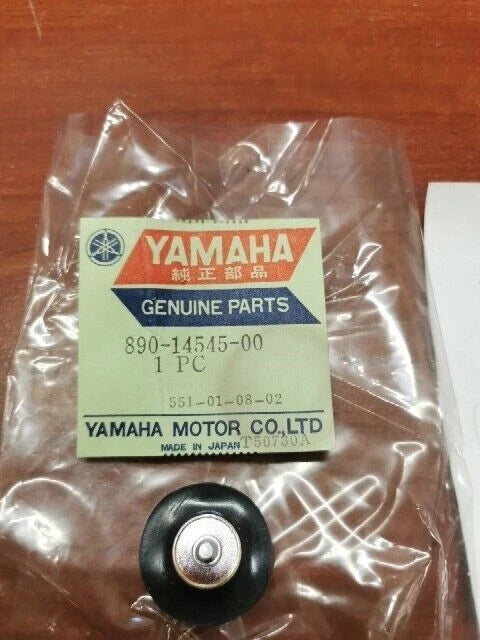 YAMAHA
純正部品
GENUINE PARTS
890-14545-00
1 PC
551-01-08-02
YAMAHA MOTOR CO.,LTD
MADE IN JAPAN T50730A